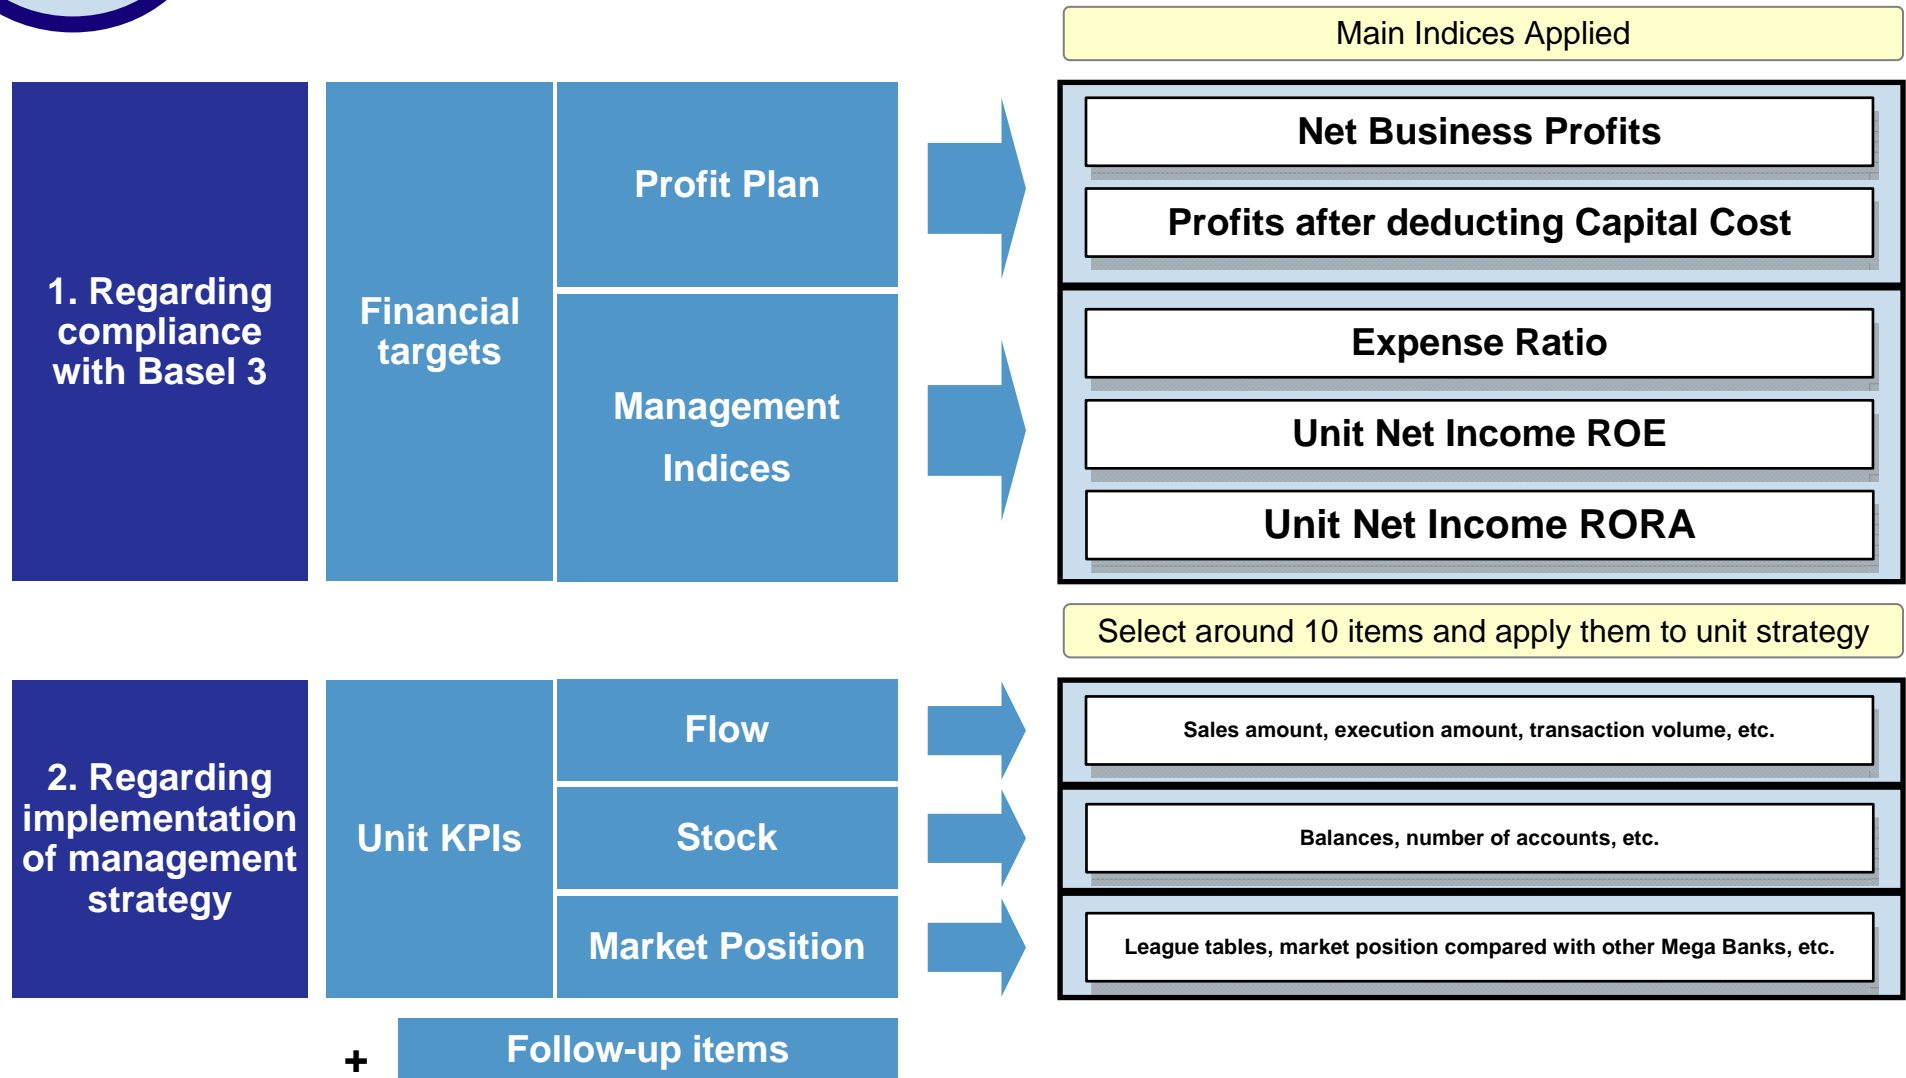 Main Indices Applied
1. Regarding
compliance
with Basel 3
Financial
targets
Profit Plan
Net Business Profits
Profits after deducting Capital Cost
Management
Indices
Expense Ratio
Unit Net Income ROE
Unit Net Income RORA
Select around 10 items and apply them to unit strategy
2. Regarding
implementation
of management
strategy
Unit KPIs
Flow
Sales amount, execution amount, transaction volume, etc.
Stock
Balances, number of accounts, etc.
Market Position
League tables, market position compared with other Mega Banks, etc.
+
Follow-up items